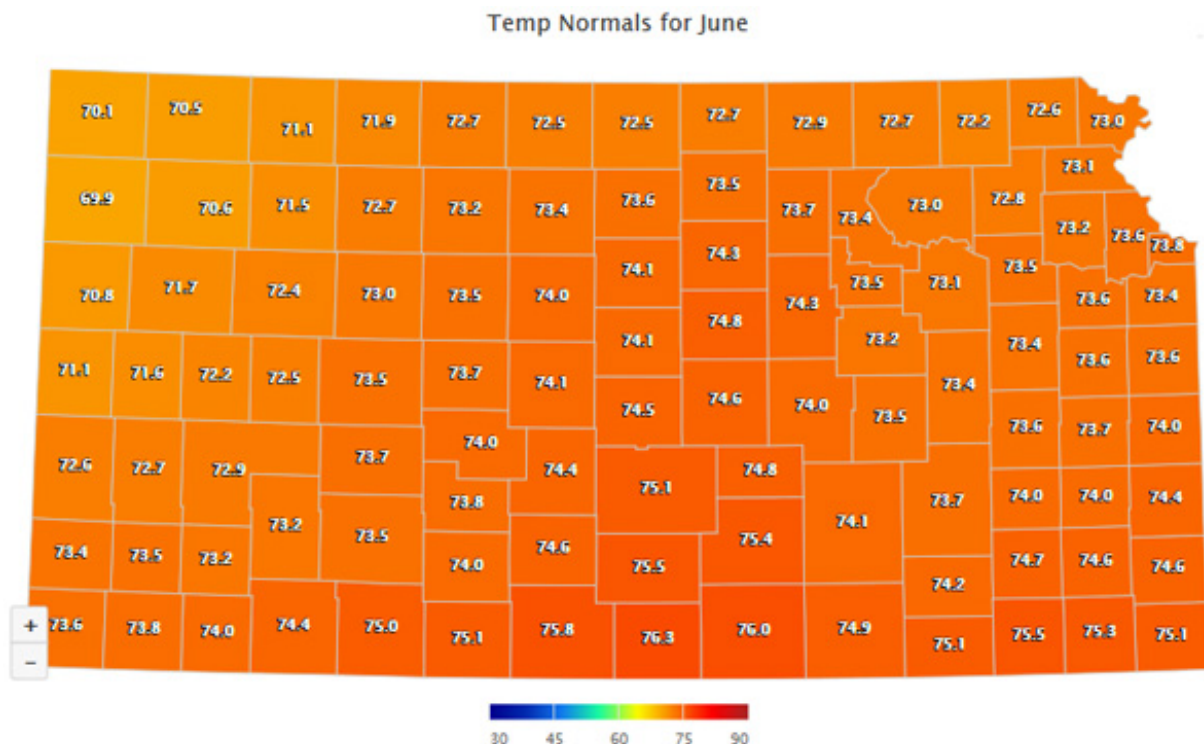 Temp Normals for June
70.1 70.5 71.1 71.9 72.7 72.5 72.5 72.7 72.9 72.7 72.2 72.6 73.0
69.9 70.6 71.5 72.7 73.2 73.4 73.6 73.5 73.7 73.4 73.0 72.8 73.1
73.2 73.6 73.8
70.8 71.7 72.4 73.0 73.5 74.0 74.1 74.3 74.3 73.5 73.1 73.5 73.6 73.4
71.1 71.6 72.2 72.5 73.5 73.7 74.1 74.1 74.8 73.2 73.4 73.4 73.6 73.6
74.5 74.6 74.0 73.5 73.6 73.7 74.0
72.6 72.7 72.9 73.7 74.0 74.4 75.1 74.8 74.1 73.7 74.0 74.0 74.4
73.4 73.5 73.2 73.2 73.5 73.8 74.0 74.6 75.5 75.4 74.2 74.7 74.6 74.6
73.6 73.8 74.0 74.4 75.0 75.1 75.8 76.3 76.0 74.9 75.1 75.5 75.3 75.1
+
−
30 45 60 75 90